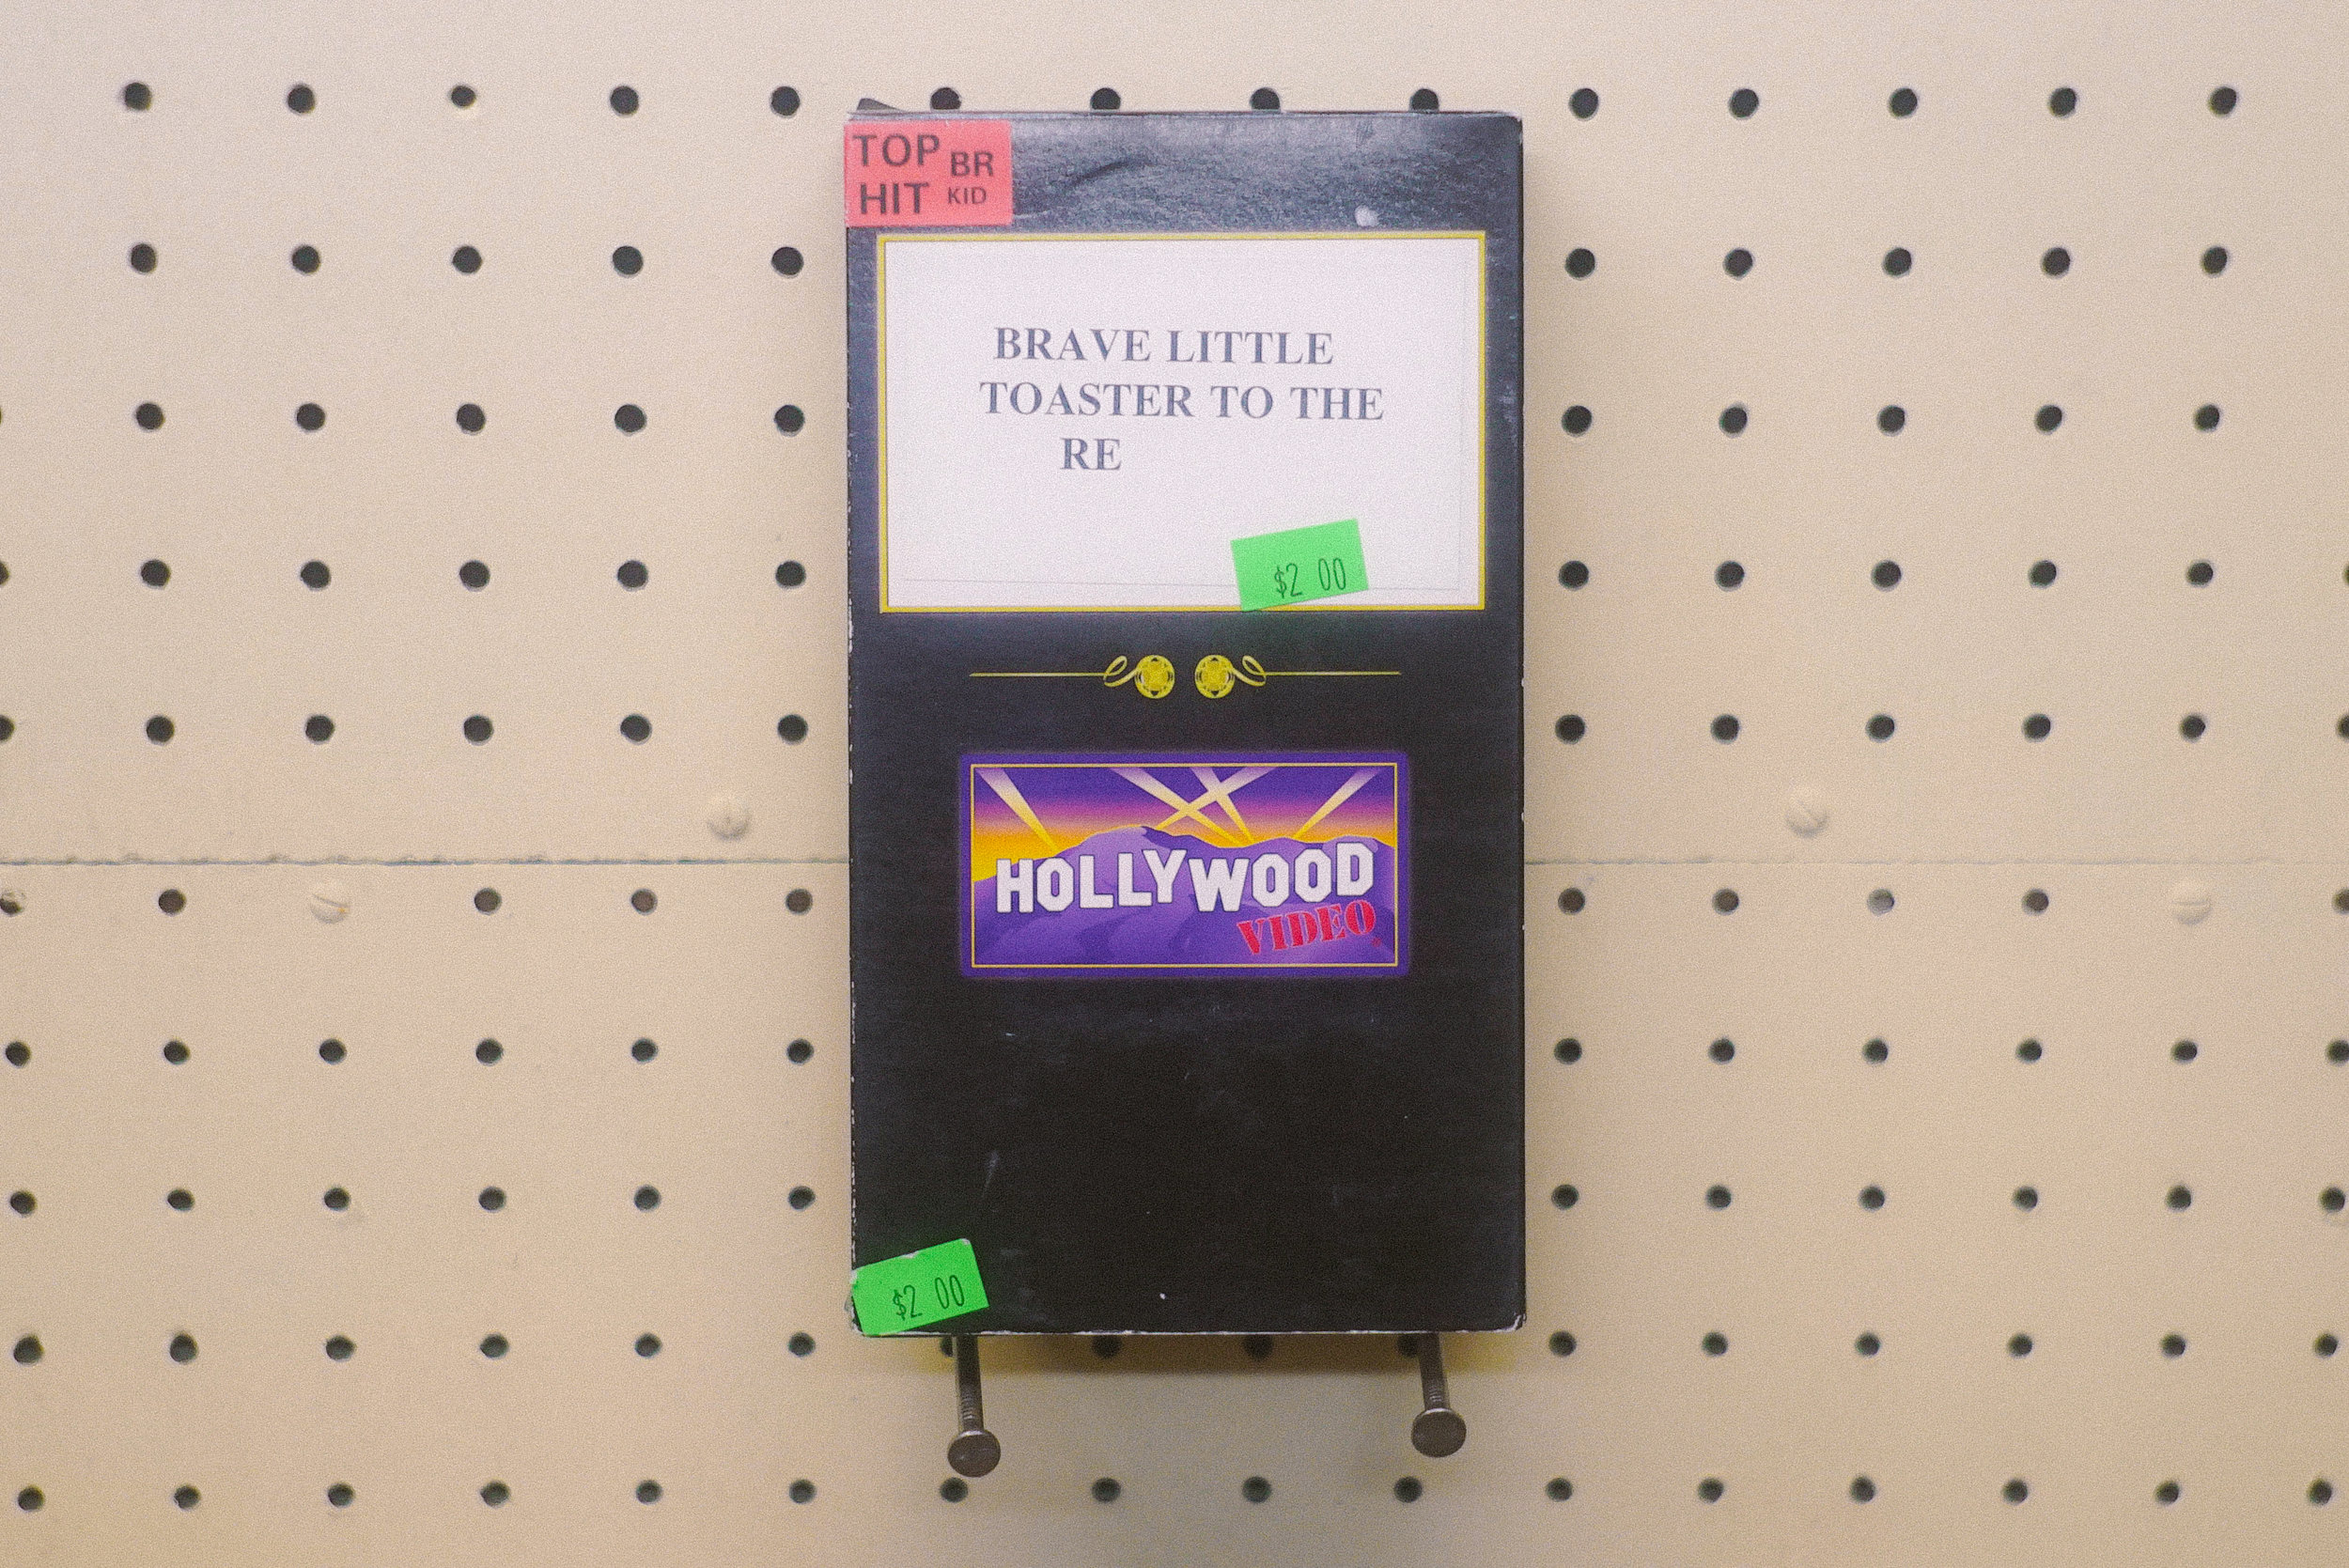 TOP BR
HIT KID
BRAVE LITTLE
TOASTER TO THE
RE
$2 00
HOLLYWOOD
VIDEO
$2 00